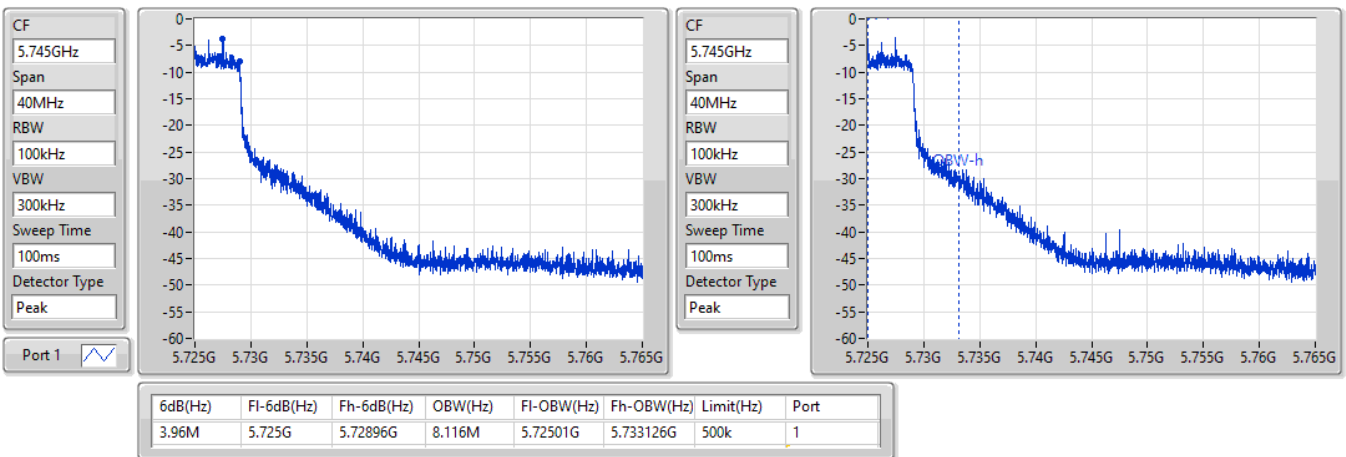 CF
5.745GHz
Span
40MHz
RBW
100kHz
VBW
300kHz
Sweep Time
100ms
Detector Type
Peak
Port 1
0
-5
-10
-15
-20
-25
-30
-35
-40
-45
-50
-55
-60
5.725G 5.73G 5.735G 5.74G 5.745G 5.75G 5.755G 5.76G 5.765G
CF
5.745GHz
Span
40MHz
RBW
100kHz
VBW
300kHz
Sweep Time
100ms
Detector Type
Peak
0
-5
-10
-15
-20
-25
-30
-35
-40
-45
-50
-55
-60
OBW-h
5.725G 5.73G 5.735G 5.74G 5.745G 5.75G 5.755G 5.76G 5.765G
6dB(Hz) Fl-6dB(Hz) Fh-6dB(Hz) OBW(Hz) Fl-OBW(Hz) Fh-OBW(Hz) Limit(Hz) Port
3.96M 5.725G 5.72896G 8.116M 5.72501G 5.733126G 500k 1